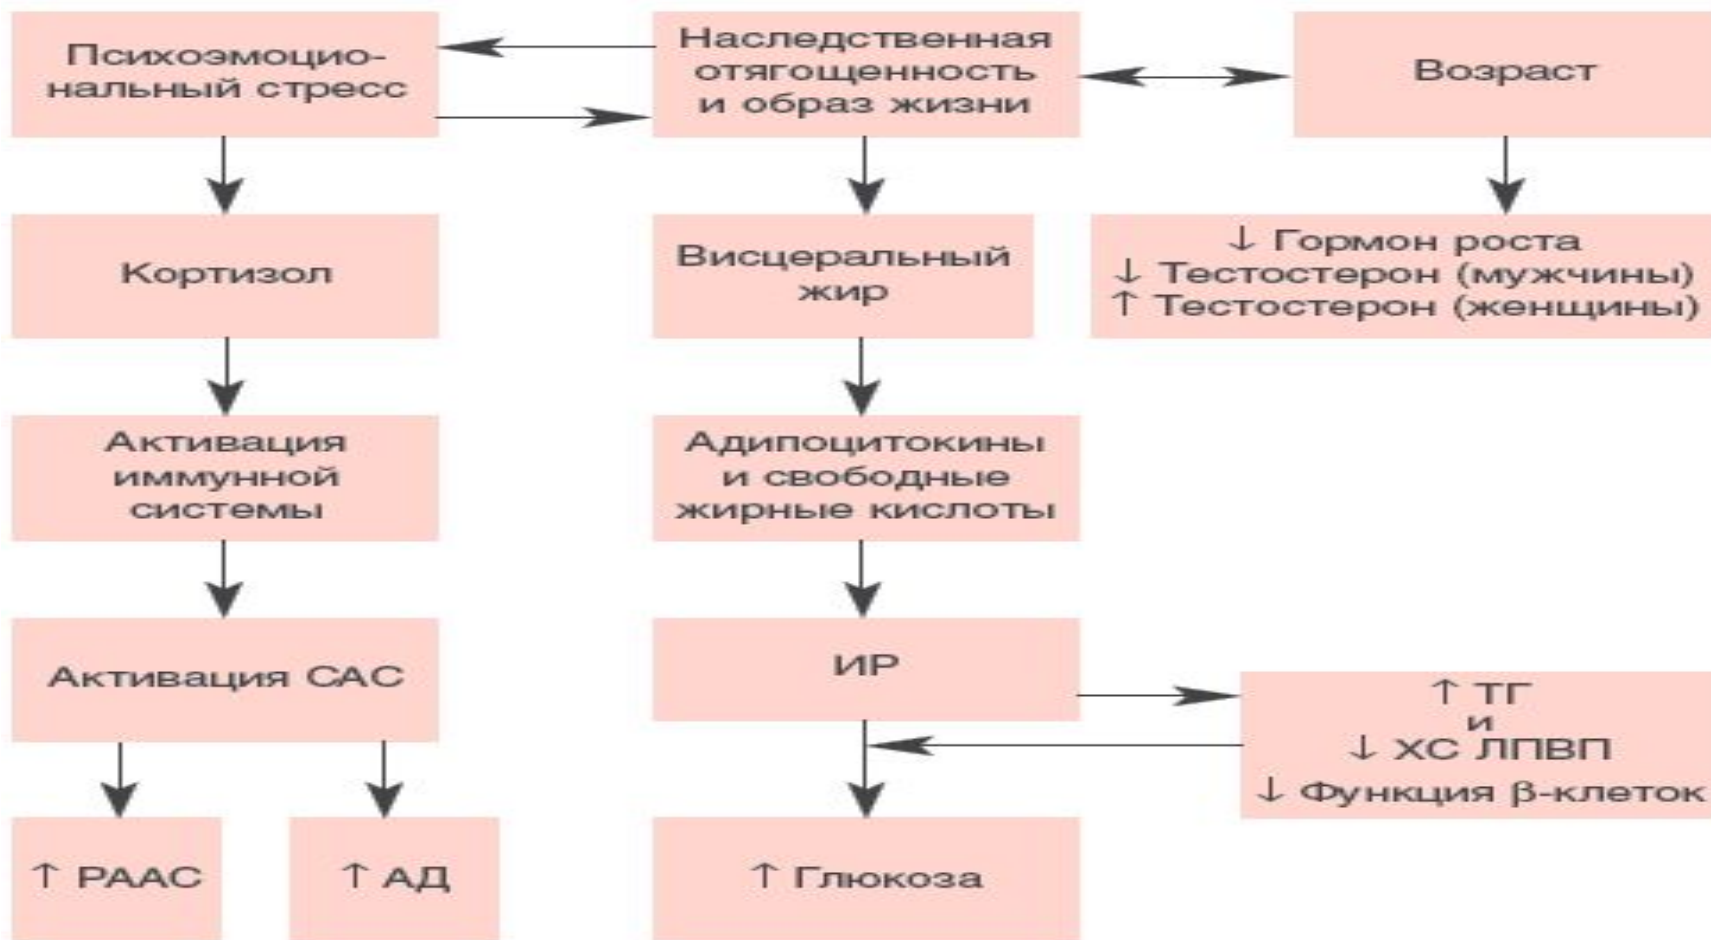 Психоэмоцио-
нальный стресс
Наследственная
отягощенность
и образ жизни
Возраст
Кортизол
Висцеральный
жир
↓ Гормон роста
↓ Тестостерон (мужчины)
↑ Тестостерон (женщины)
Активация
иммунной
системы
Адипоцитокины
и свободные
жирные кислоты
Активация САС
ИР
↑ ТГ
и
↓ ХС ЛПВП
↓ Функция β-клеток
↑ РААС
↑ АД
↑ Глюкоза